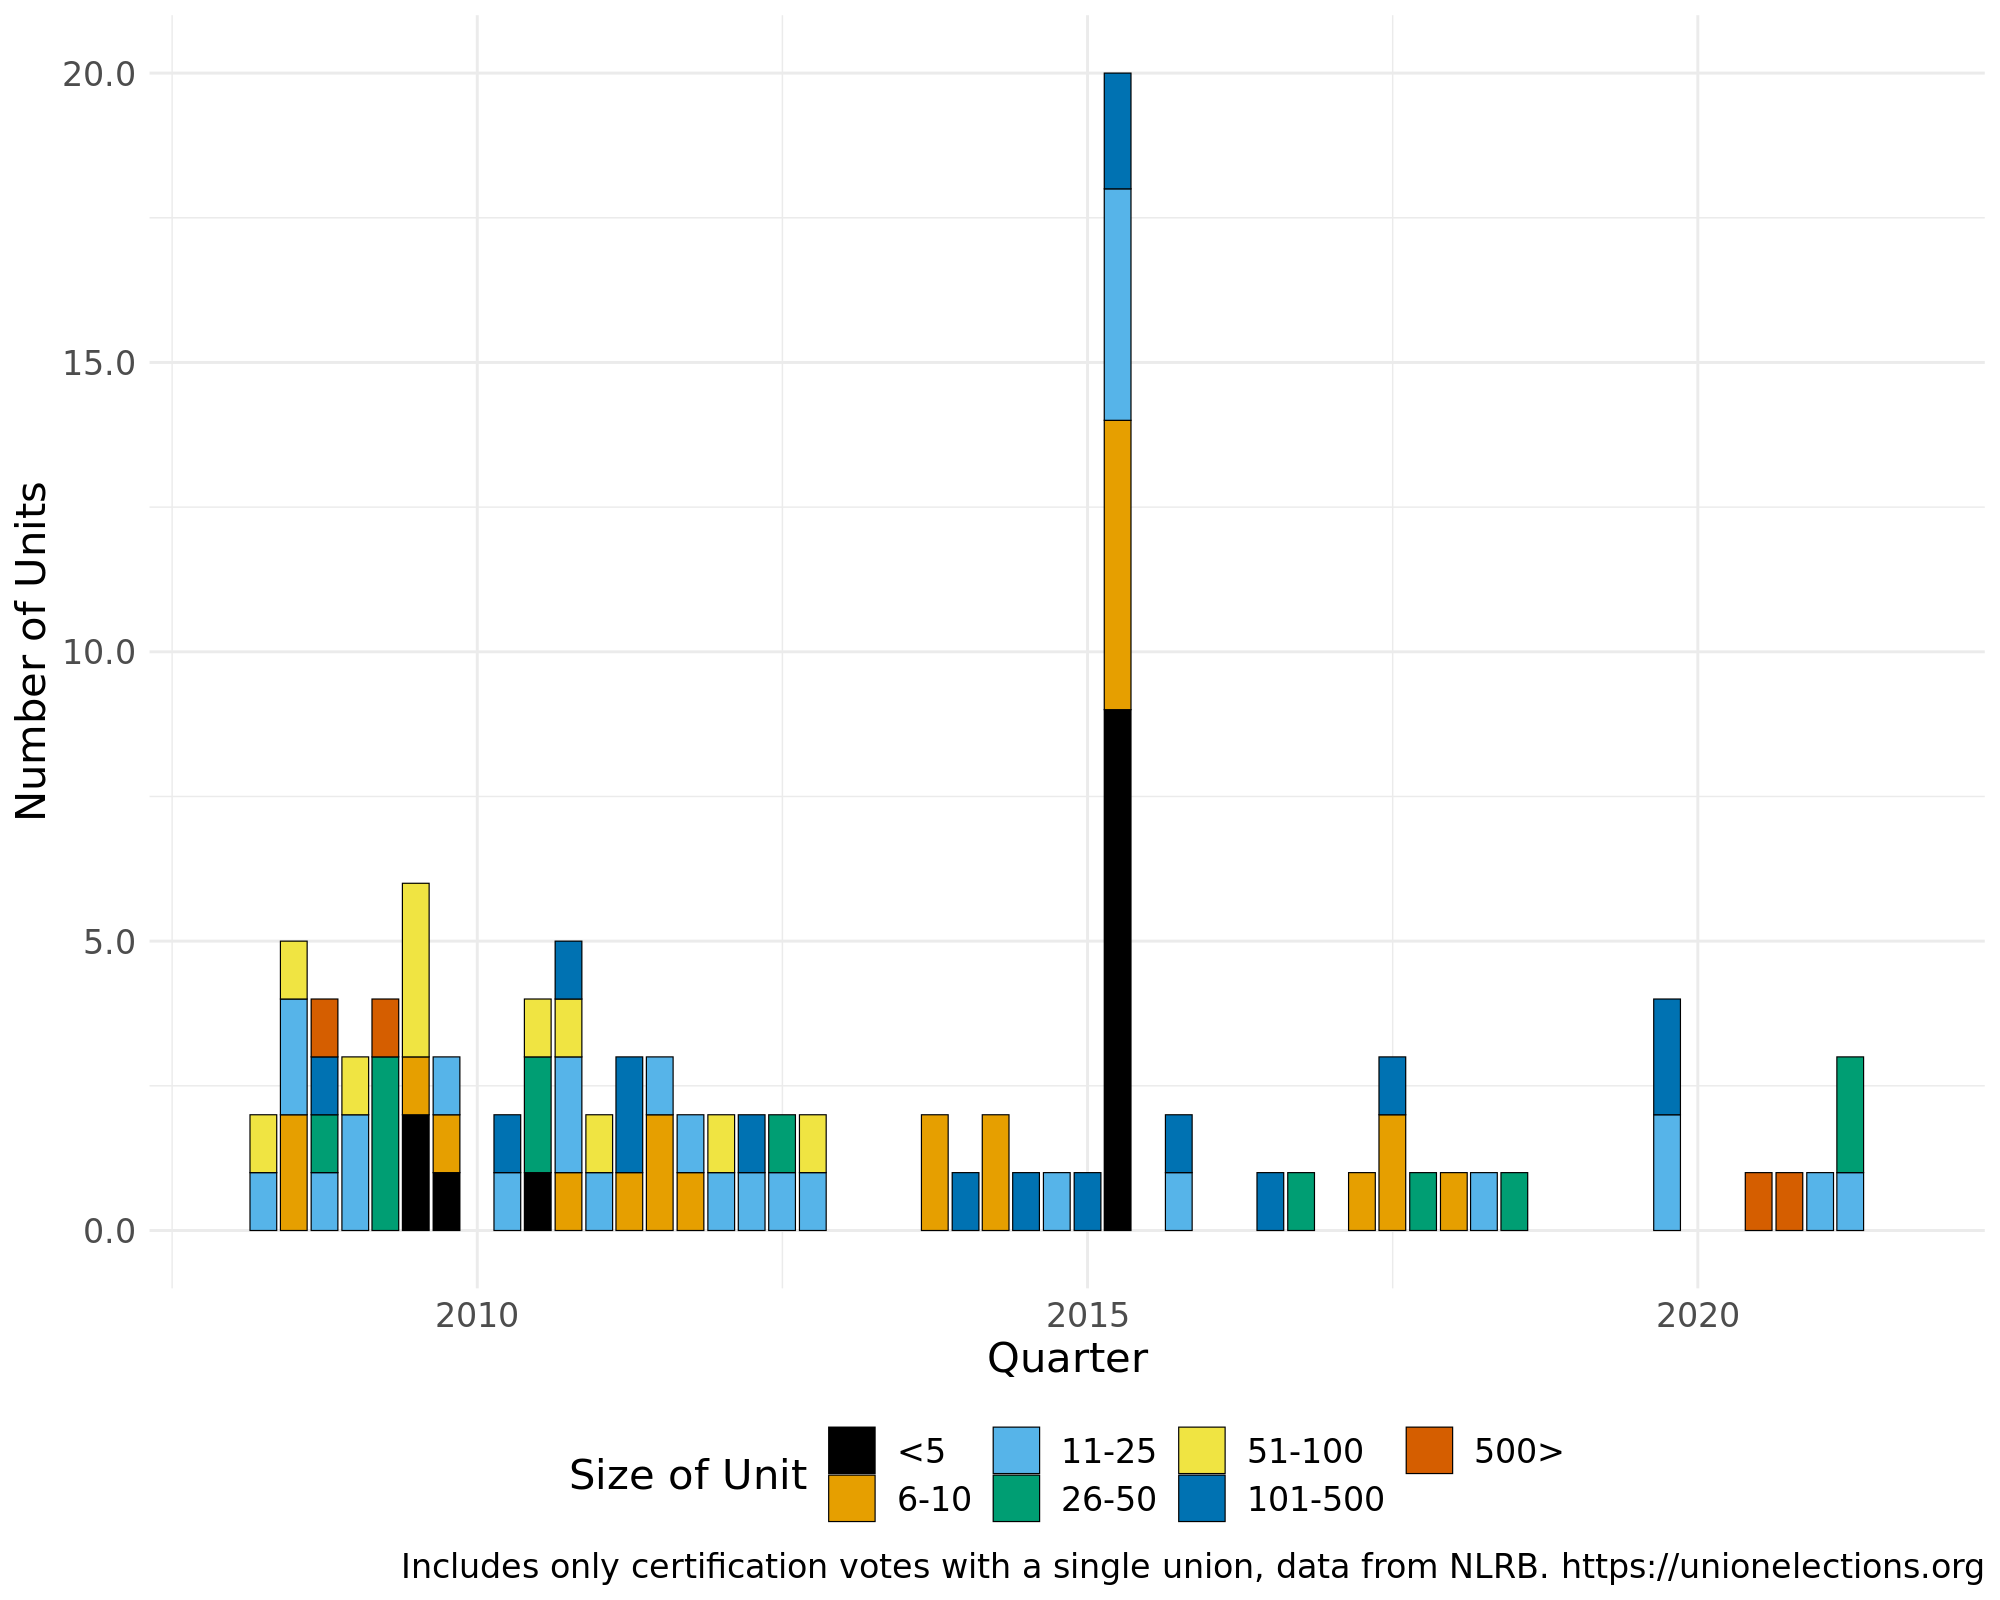 20.0
15.0
10.0
5.0
0.0
Number of Units
2010 2015 2020
Quarter
Size of Unit
<5 11-25 51-100 500>
6-10 26-50 101-500
Includes only certification votes with a single union, data from NLRB. https://unionelections.org